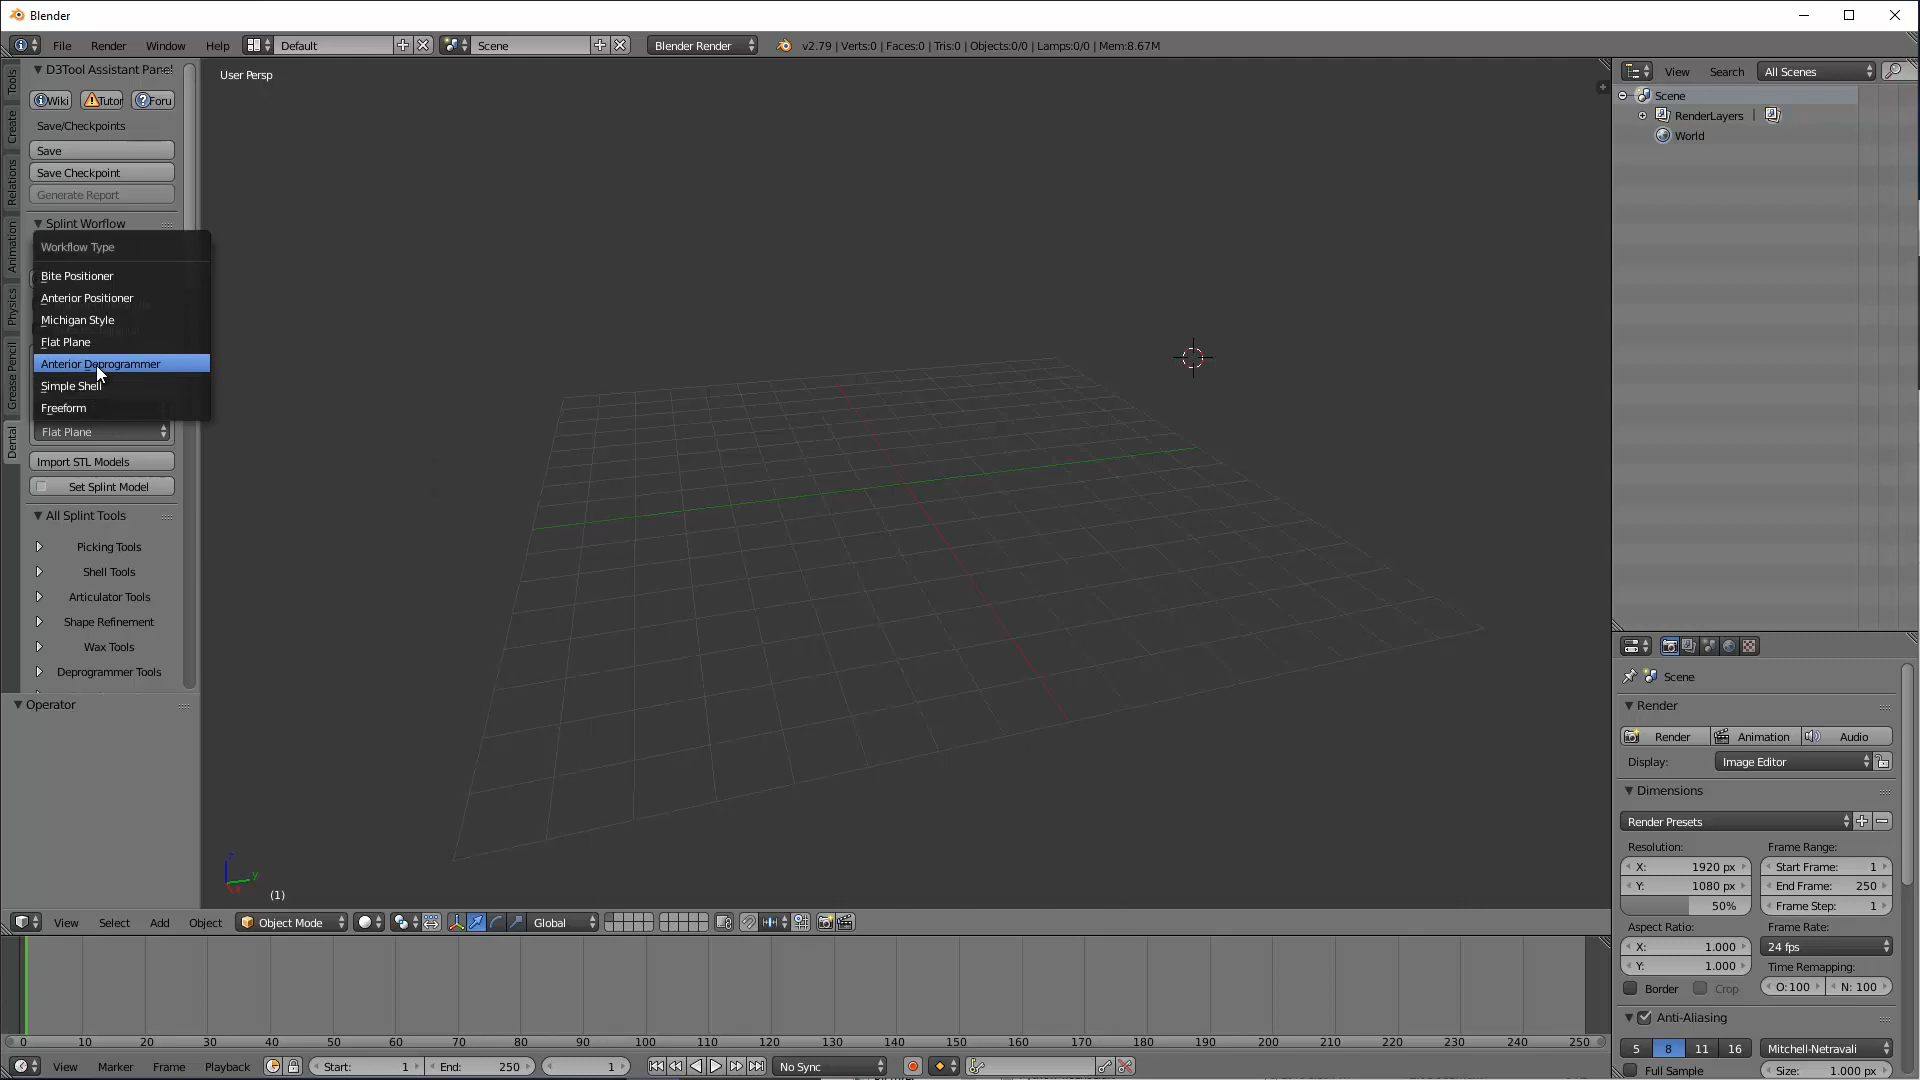 Blender
File Render Window Help Default Scene Blender Render v2.79 | Verts:0 | Faces:0 | Tris:0 | Objects:0/0 | Lamps:0/0 | Mem:8.67M
D3Tool Assistant Panel
Wiki Tutor Foru
Save/Checkpoints
Save
Save Checkpoint
Generate Report
Splint Worflow
Workflow Type
Bite Positioner
Anterior Positioner
Michigan Style
Flat Plane
Anterior Deprogrammer
Simple Shell
Freeform
Flat Plane
Import STL Models
Set Splint Model
All Splint Tools
Picking Tools
Shell Tools
Articulator Tools
Shape Refinement
Wax Tools
Deprogrammer Tools
Operator
Tools
Create
Relations
Animation
Physics
Grease Pencil
Dental
User Persp
z
y
x
(1)
View Select Add Object Object Mode Global
0 10 20 30 40 50 60 70 80 90 100 110 120 130 140 150 160 170 180 190 200 210 220 230 240 250
View Marker Frame Playback Start: 1 End: 250 1 No Sync
View Search All Scenes
Scene
RenderLayers |
World
Scene
Render
Render Animation Audio
Display: Image Editor
Dimensions
Render Presets
Resolution: Frame Range:
X: 1920 px Start Frame: 1
Y: 1080 px End Frame: 250
50% Frame Step: 1
Aspect Ratio: Frame Rate:
X: 1.000 24 fps
Y: 1.000 Time Remapping:
Border Crop O:100 N: 100
Anti-Aliasing
5 8 11 16 Mitchell-Netravali
Full Sample Size: 1.000 px